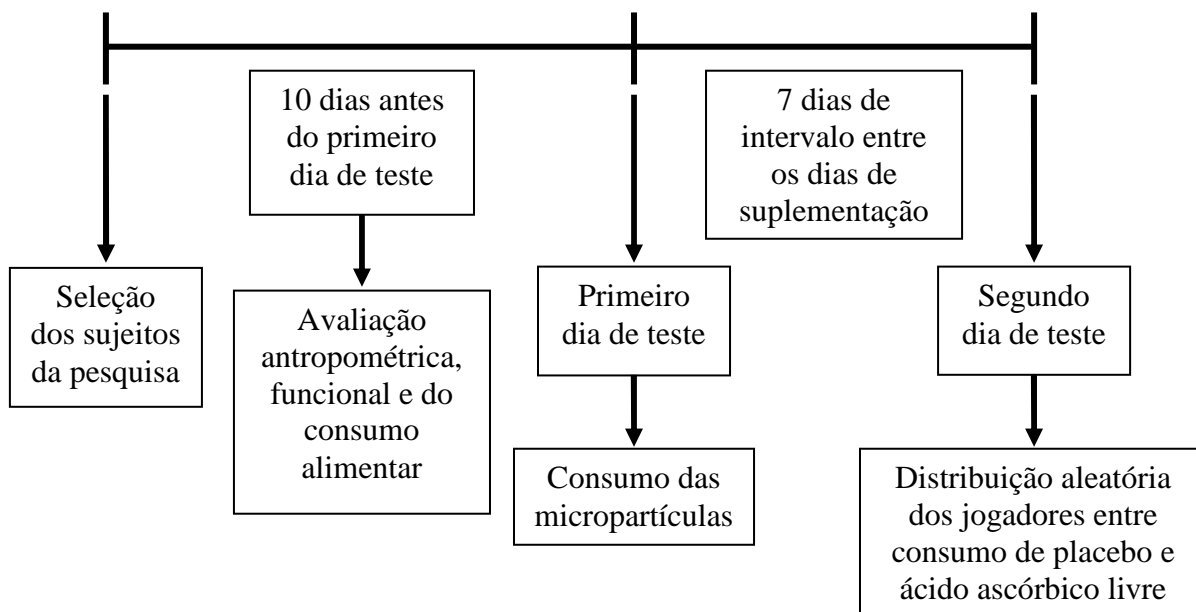 10 dias antes
do primeiro
dia de teste
7 dias de
intervalo entre
os dias de
suplementação
Seleção
dos sujeitos
da pesquisa
Avaliação
antropométrica,
funcional e do
consumo
alimentar
Primeiro
dia de teste
Segundo
dia de teste
Consumo das
micropartículas
Distribuição aleatória
dos jogadores entre
consumo de placebo e
ácido ascórbico livre